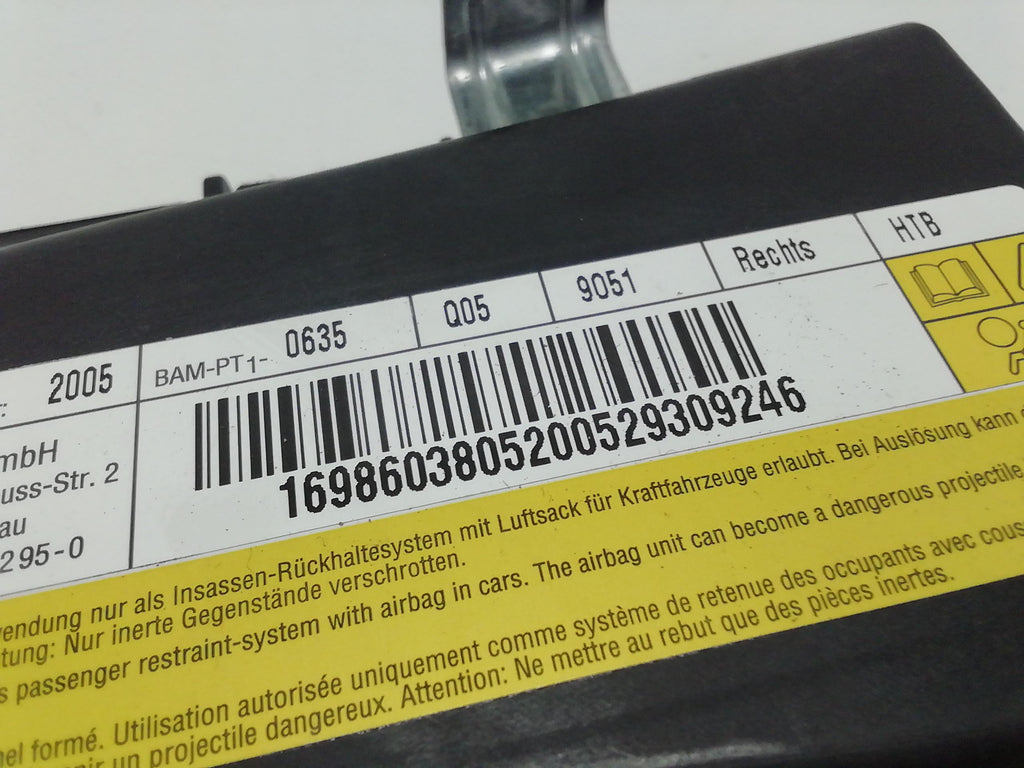 2005 BAM-PT1- 0635 Q05 9051 Rechts HTB
mbH
uss-Str. 2
au
295-0
1698603805200529309246
endung nur als Insassen-Rückhaltesystem mit Luftsack für Kraftfahrzeuge erlaubt. Bei Auslösung kann
tung: Nur inerte Gegenstände verschrotten.
s passenger restraint-system with airbag in cars. The airbag unit can become a dangerous projectile
el formé. Utilisation autorisée uniquement comme système de retenue des occupants avec cous
nir un projectile dangereux. Attention: Ne mettre au rebut que des pièces inertes.